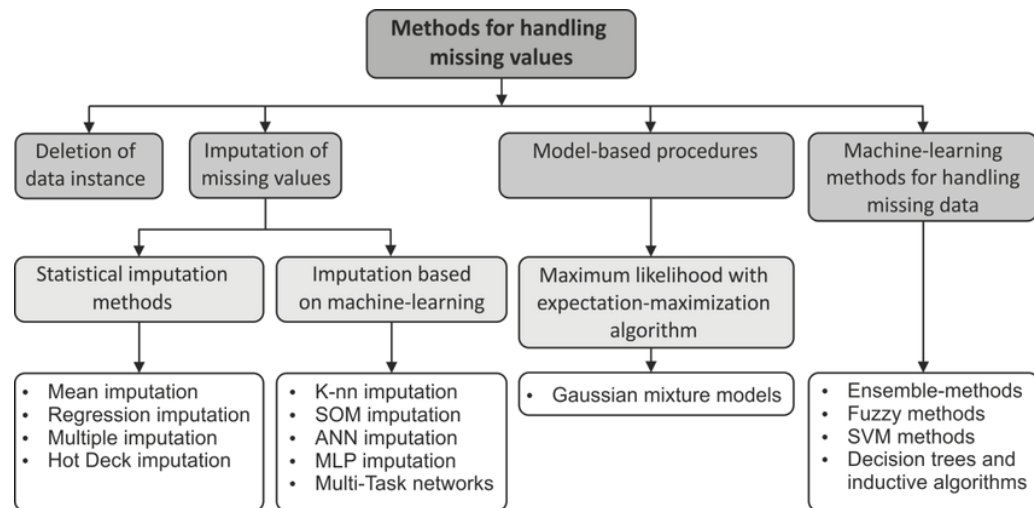 Methods for handling
missing values
Deletion of
data instance
Imputation of
missing values
Model-based procedures
Machine-learning
methods for handling
missing data
Statistical imputation
methods
Imputation based
on machine-learning
Maximum likelihood with
expectation-maximization
algorithm
• Mean imputation
• Regression imputation
• Multiple imputation
• Hot Deck imputation
• K-nn imputation
• SOM imputation
• ANN imputation
• MLP imputation
• Multi-Task networks
• Gaussian mixture models
• Ensemble-methods
• Fuzzy methods
• SVM methods
• Decision trees and
inductive algorithms